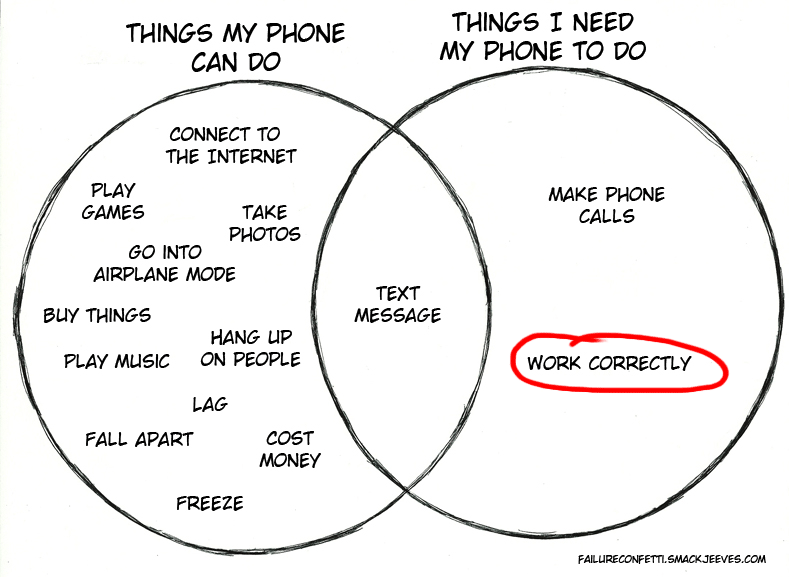 THINGS MY PHONE
CAN DO
THINGS I NEED
MY PHONE TO DO
CONNECT TO
THE INTERNET
PLAY
GAMES
TAKE
PHOTOS
GO INTO
AIRPLANE MODE
BUY THINGS
HANG UP
ON PEOPLE
PLAY MUSIC
LAG
FALL APART
COST
MONEY
FREEZE
TEXT
MESSAGE
MAKE PHONE
CALLS
WORK CORRECTLY
FAILURECONFETTI.SMACKJEEVES.COM